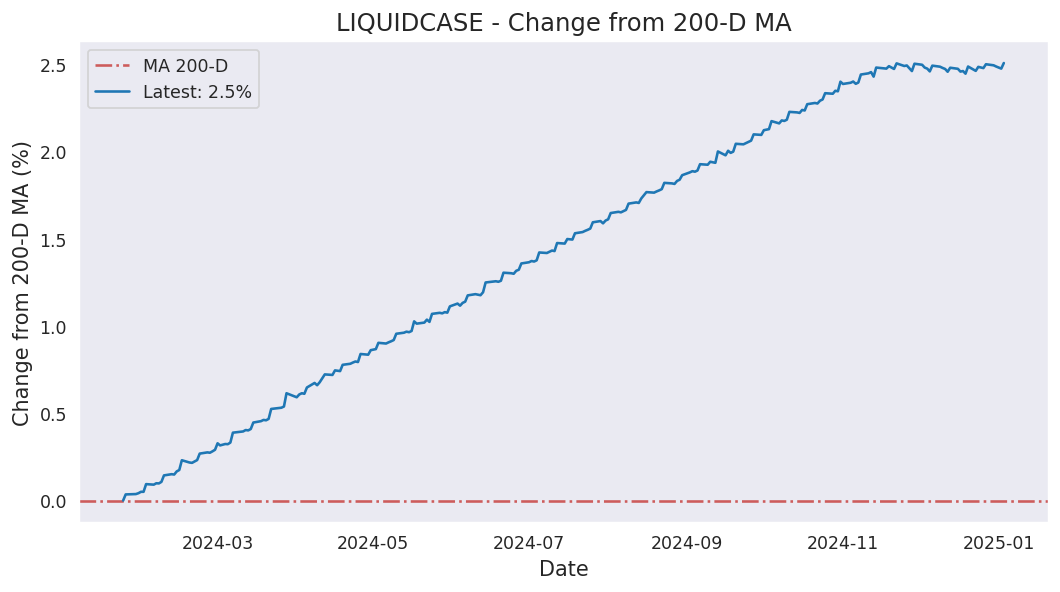 LIQUIDCASE - Change from 200-D MA
MA 200-D
Latest: 2.5%
Change from 200-D MA (%)
2.5
2.0
1.5
1.0
0.5
0.0
2024-03
2024-05
2024-07
2024-09
2024-11
2025-01
Date